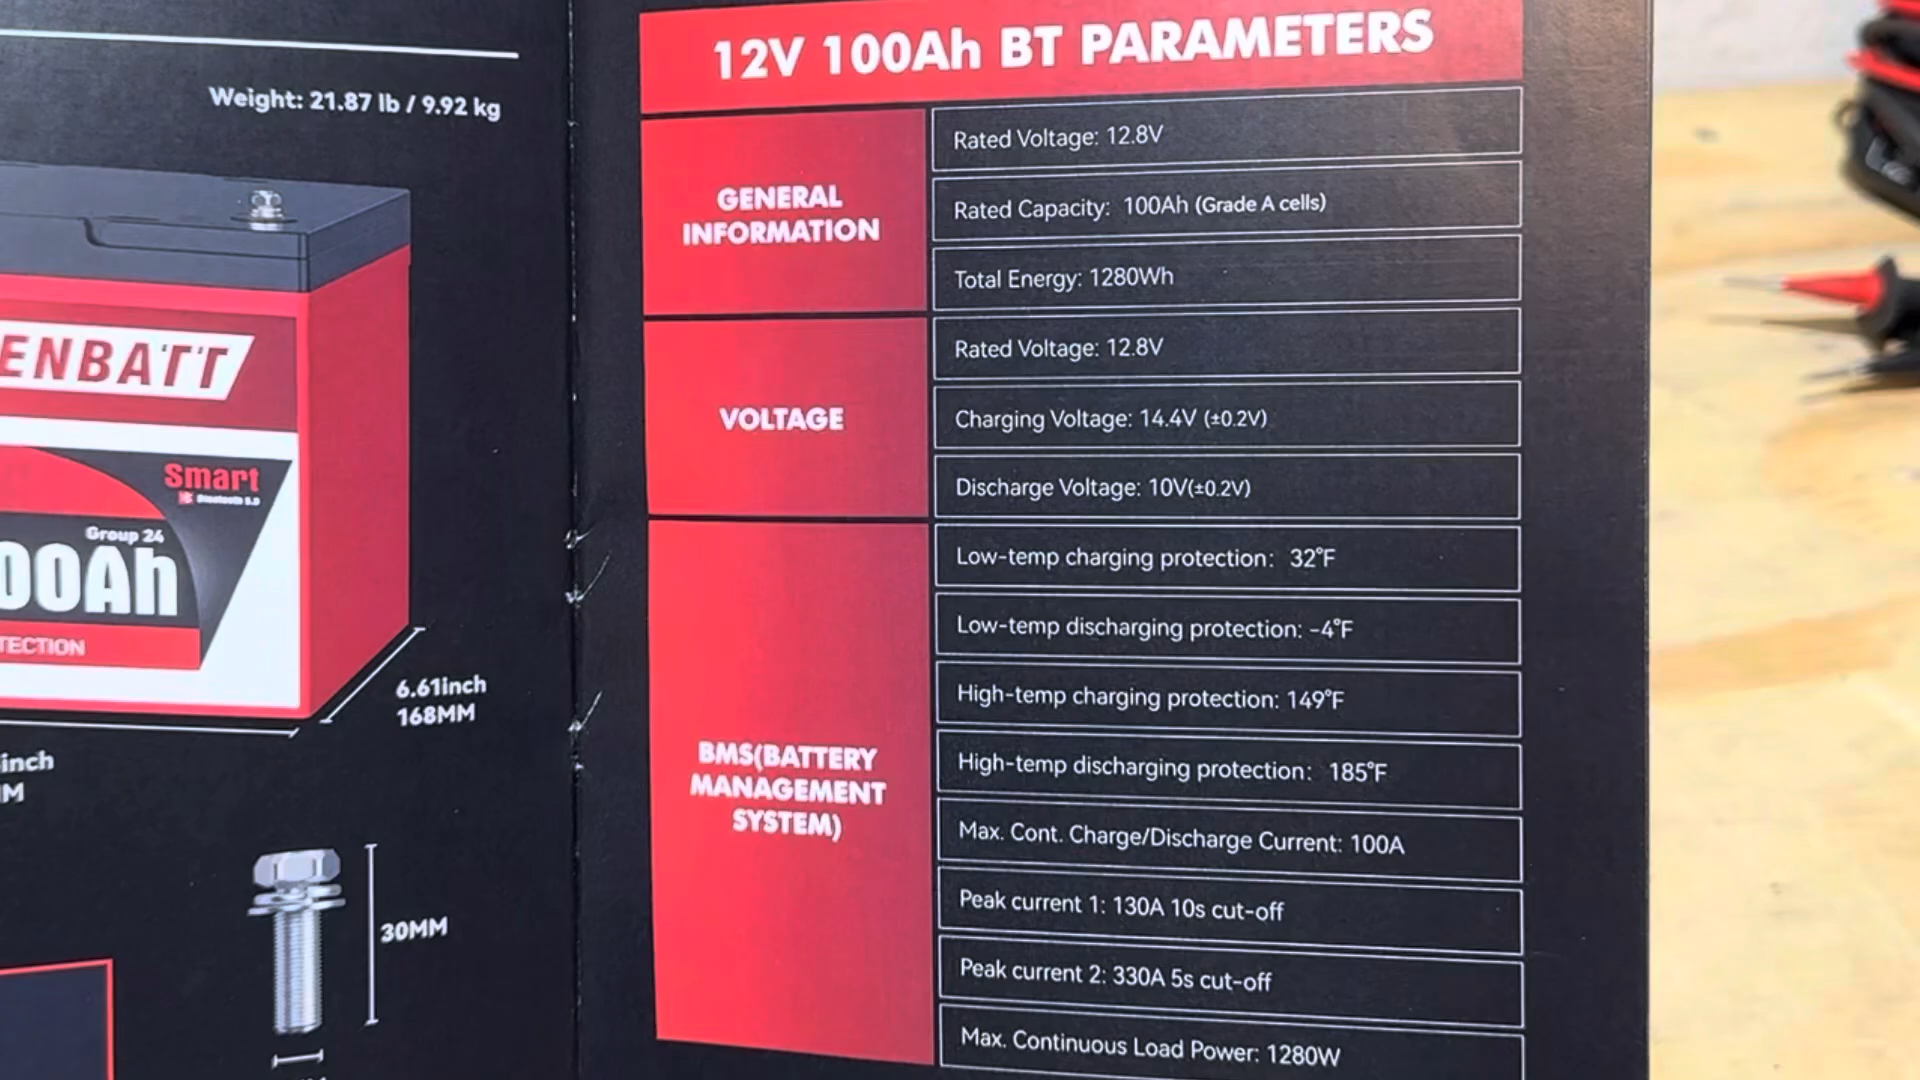 Weight: 21.87 lb / 9.92 kg
ENBATT
Smart
Bluetooth 5.0
Group 24
00Ah
TECTION
6.61inch
168MM
inch
30MM
12V 100Ah BT PARAMETERS
GENERAL
INFORMATION
Rated Voltage: 12.8V
Rated Capacity: 100Ah (Grade A cells)
Total Energy: 1280Wh
VOLTAGE
Rated Voltage: 12.8V
Charging Voltage: 14.4V (±0.2V)
Discharge Voltage: 10V(±0.2V)
BMS(BATTERY
MANAGEMENT
SYSTEM)
Low-temp charging protection: 32°F
Low-temp discharging protection: -4°F
High-temp charging protection: 149°F
High-temp discharging protection: 185°F
Max. Cont. Charge/Discharge Current: 100A
Peak current 1: 130A 10s cut-off
Peak current 2: 330A 5s cut-off
Max. Continuous Load Power: 1280W